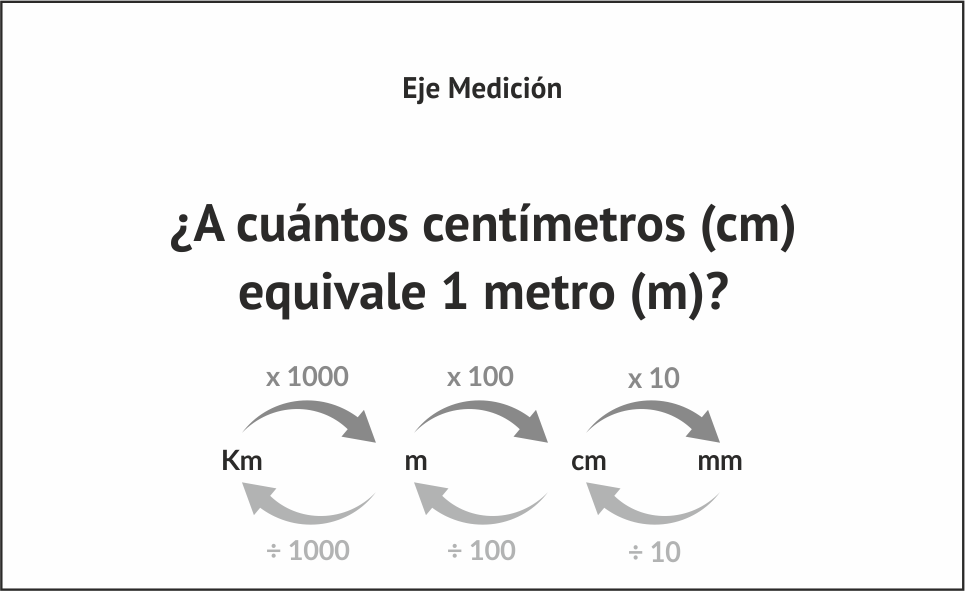 Eje Medición
¿A cuántos centímetros (cm)
equivale 1 metro (m)?
x 1000 x 100 x 10
Km m cm mm
÷ 1000 ÷ 100 ÷ 10